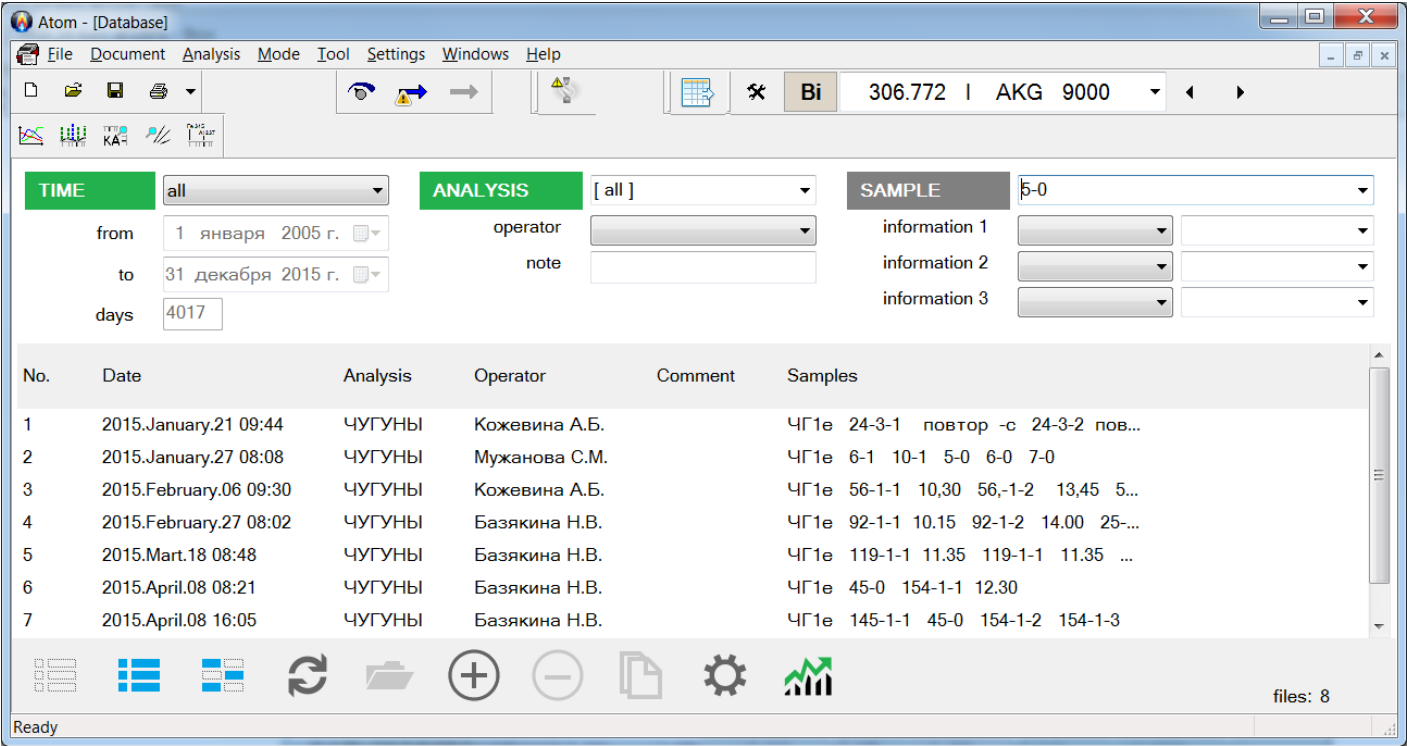 Atom - [Database]
File Document Analysis Mode Tool Settings Windows Help
Bi 306.772 I AKG 9000
KA
TIME all ANALYSIS [ all ] SAMPLE 5-0
from 1 января 2005 г. operator information 1
to 31 декабря 2015 г. note information 2
days 4017 information 3
No. Date Analysis Operator Comment Samples
1 2015.January.21 09:44 ЧУГУНЫ Кожевина А.Б. ЧГ1е 24-3-1 повтор -с 24-3-2 пов...
2 2015.January.27 08:08 ЧУГУНЫ Мужанова С.М. ЧГ1е 6-1 10-1 5-0 6-0 7-0
3 2015.February.06 09:30 ЧУГУНЫ Кожевина А.Б. ЧГ1е 56-1-1 10,30 56,-1-2 13,45 5...
4 2015.February.27 08:02 ЧУГУНЫ Базякина Н.В. ЧГ1е 92-1-1 10.15 92-1-2 14.00 25-...
5 2015.Mart.18 08:48 ЧУГУНЫ Базякина Н.В. ЧГ1е 119-1-1 11.35 119-1-1 11.35 ...
6 2015.April.08 08:21 ЧУГУНЫ Базякина Н.В. ЧГ1е 45-0 154-1-1 12.30
7 2015.April.08 16:05 ЧУГУНЫ Базякина Н.В. ЧГ1е 145-1-1 45-0 154-1-2 154-1-3
files: 8
Ready